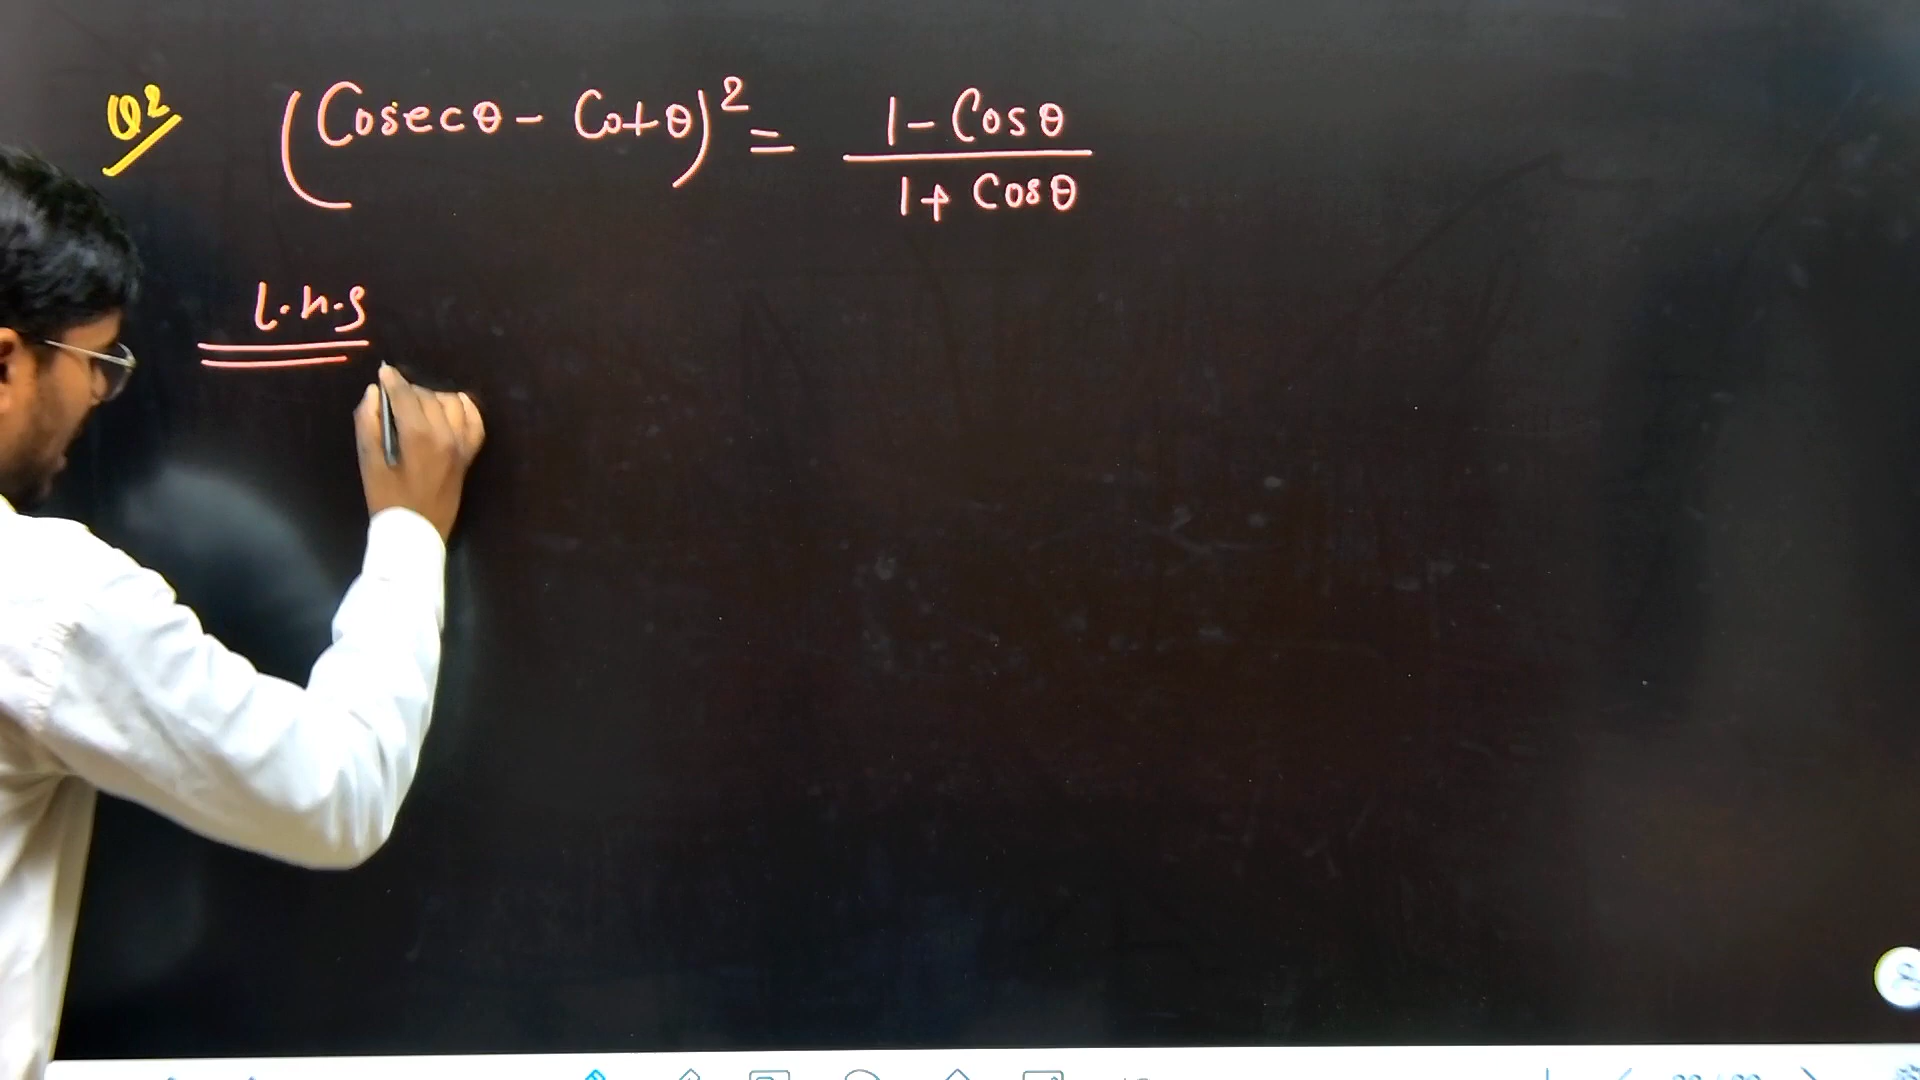 Q2 (Cosecθ - Cotθ)² = 1 - Cosθ / 1 + Cosθ
L.H.S